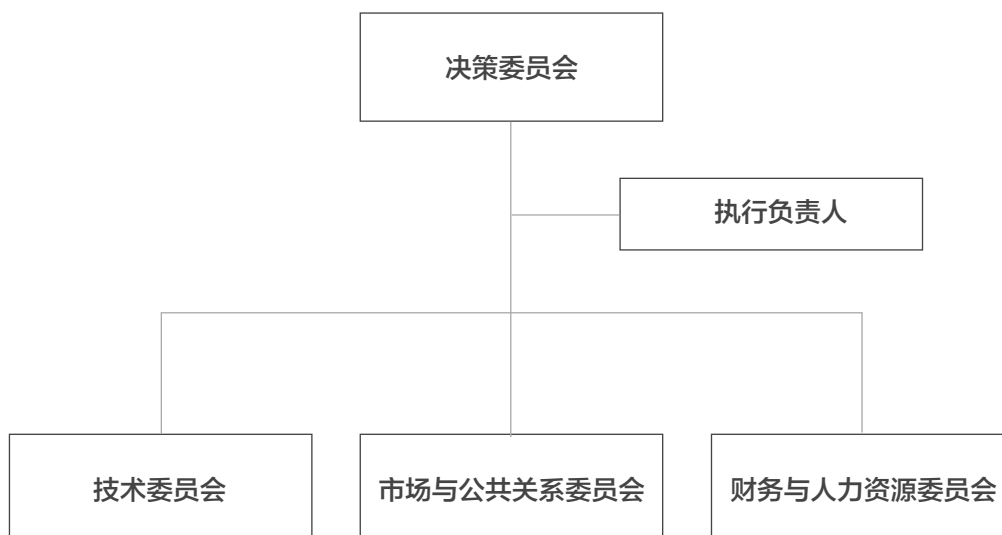 决策委员会
执行负责人
技术委员会
市场与公共关系委员会
财务与人力资源委员会